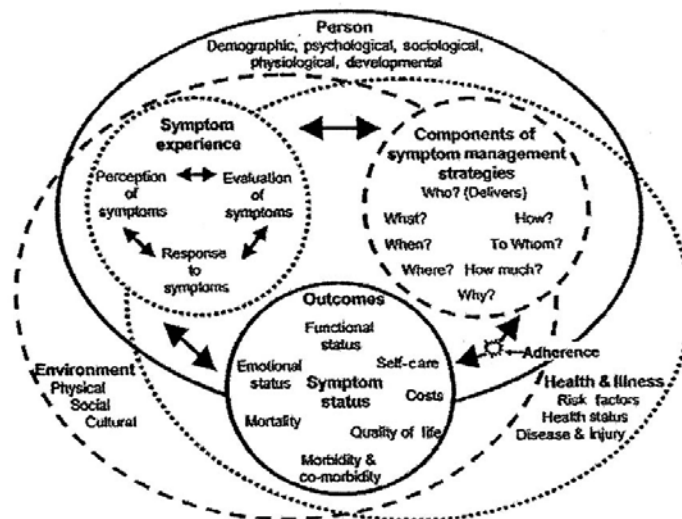 Person
Demographic, psychological, sociological,
physiological, developmental
Symptom
experience
Perception
of
symptoms
Evaluation
of
symptoms
Response
to
symptoms
Components of
symptom management
strategies
Who? (Delivers)
What?
How?
When?
To Whom?
Where?
How much?
Why?
Outcomes
Functional
status
Emotional
status
Self-care
Symptom
status
Costs
Mortality
Quality of life
Morbidity &
co-morbidity
Adherence
Environment
Physical
Social
Cultural
Health & Illness
Risk factors
Health status
Disease & Injury